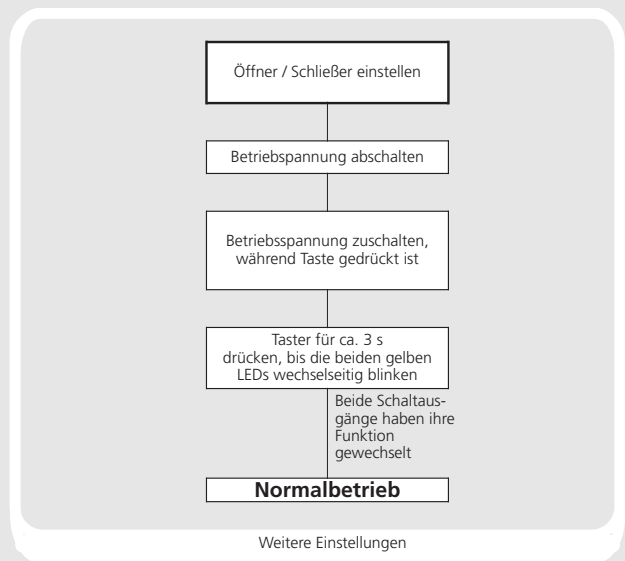 Öffner / Schließer einstellen
Betriebspannung abschalten
Betriebsspannung zuschalten,
während Taste gedrückt ist
Taster für ca. 3 s
drücken, bis die beiden gelben
LEDs wechselseitig blinken
Beide Schaltaus-
gänge haben ihre
Funktion
gewechselt
Normalbetrieb
Weitere Einstellungen